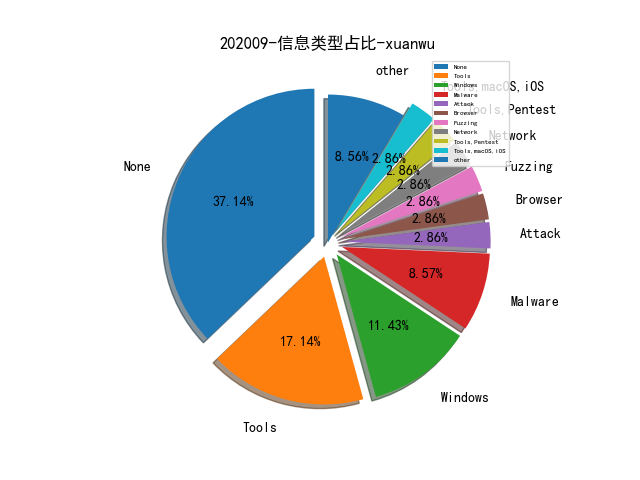 202009-信息类型占比-xuanwu
other
Tools,macOS,iOS
Tools,Pentest
Network
Fuzzing
Browser
Attack
Malware
Windows
Tools
None
37.14%
17.14%
11.43%
8.57%
2.86%
2.86%
2.86%
2.86%
2.86%
2.86%
8.56%
None
Tools
Windows
Malware
Attack
Browser
Fuzzing
Network
Tools,Pentest
Tools,macOS,iOS
other